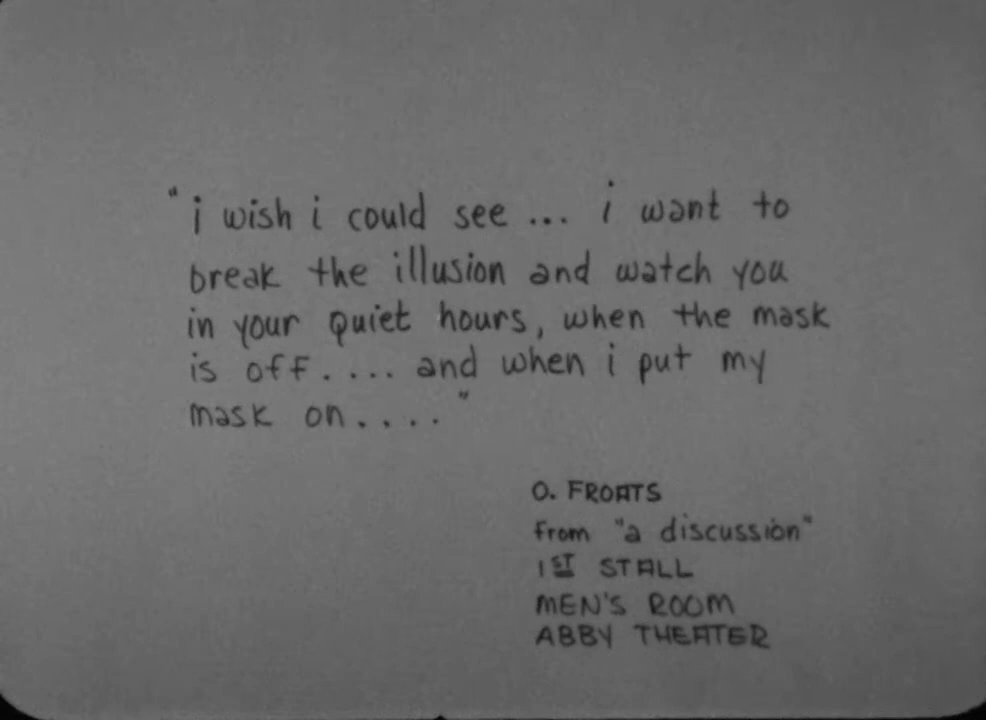 "i wish i could see ... i want to
break the illusion and watch you
in your quiet hours, when the mask
is off.... and when i put my
mask on...."
O. FROATS
from "a discussion"
1ST STALL
MEN'S ROOM
ABBY THEATER